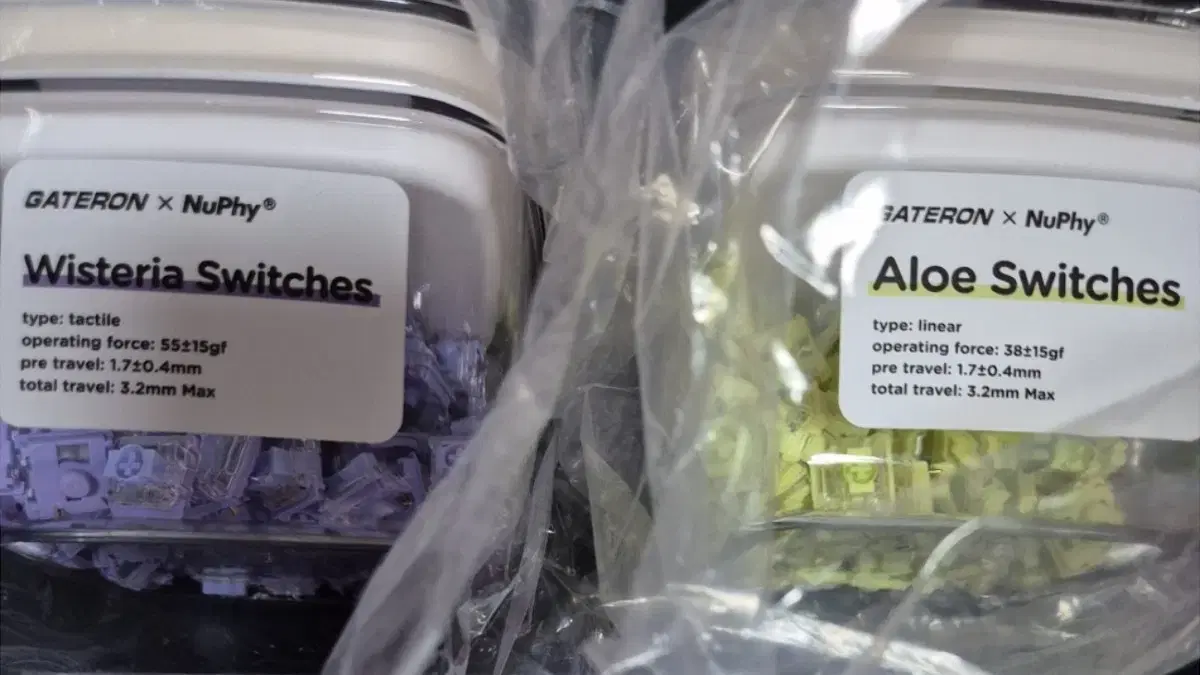 GATERON × NuPhy®
Wisteria Switches
type: tactile
operating force: 55±15gf
pre travel: 1.7±0.4mm
total travel: 3.2mm Max
GATERON × NuPhy®
Aloe Switches
type: linear
operating force: 38±15gf
pre travel: 1.7±0.4mm
total travel: 3.2mm Max